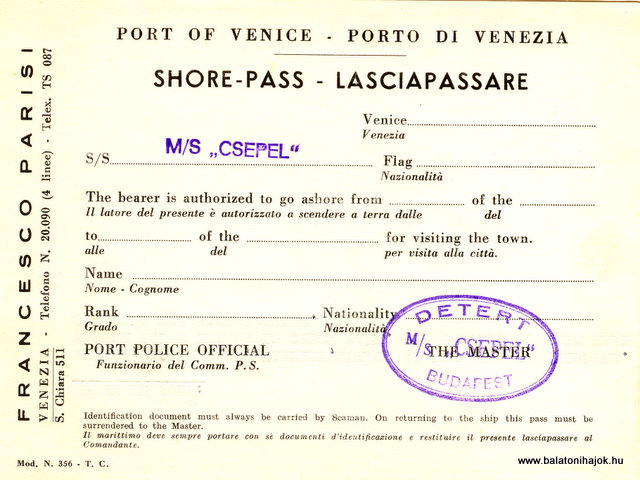 PORT OF VENICE - PORTO DI VENEZIA
SHORE-PASS - LASCIAPASSARE
Venice
Venezia
S/S M/S „CSEPEL" Flag
Nazionalità
The bearer is authorized to go ashore from of the
Il latore del presente è autorizzato a scendere a terra dalle del
to of the for visiting the town.
alle del per visita alla città.
Name
Nome - Cognome
Rank Nationality
Grado Nazionalità
PORT POLICE OFFICIAL THE MASTER
Funzionario del Comm. P. S.
DETERT
M/S „CSEPEL"
BUDAPEST
Identification document must always be carried by Seaman. On returning to the ship this pass must be
surrendered to the Master.
Il marittimo deve sempre portare con sè documenti d'identificazione e restituire il presente lasciapassare al
Comandante.
Mod. N. 356 - T. C.
FRANCESCO PARISI
VENEZIA - Telefono N. 20.090 (4 linee) - Telex. TS 087
S. Chiara 511
www.balatonihajok.hu